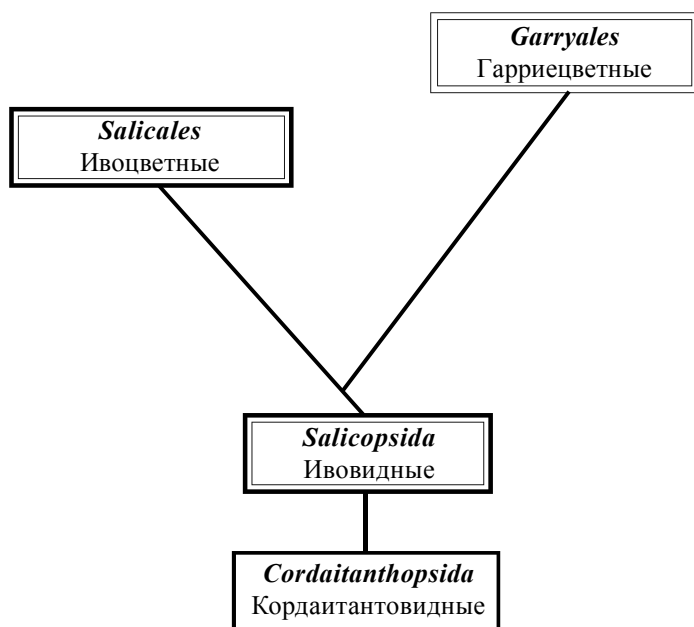 Garryales
Гарриецветные
Salicales
Ивоцветные
Salicopsida
Ивовидные
Cordaitanthopsida
Кордаитантовидные